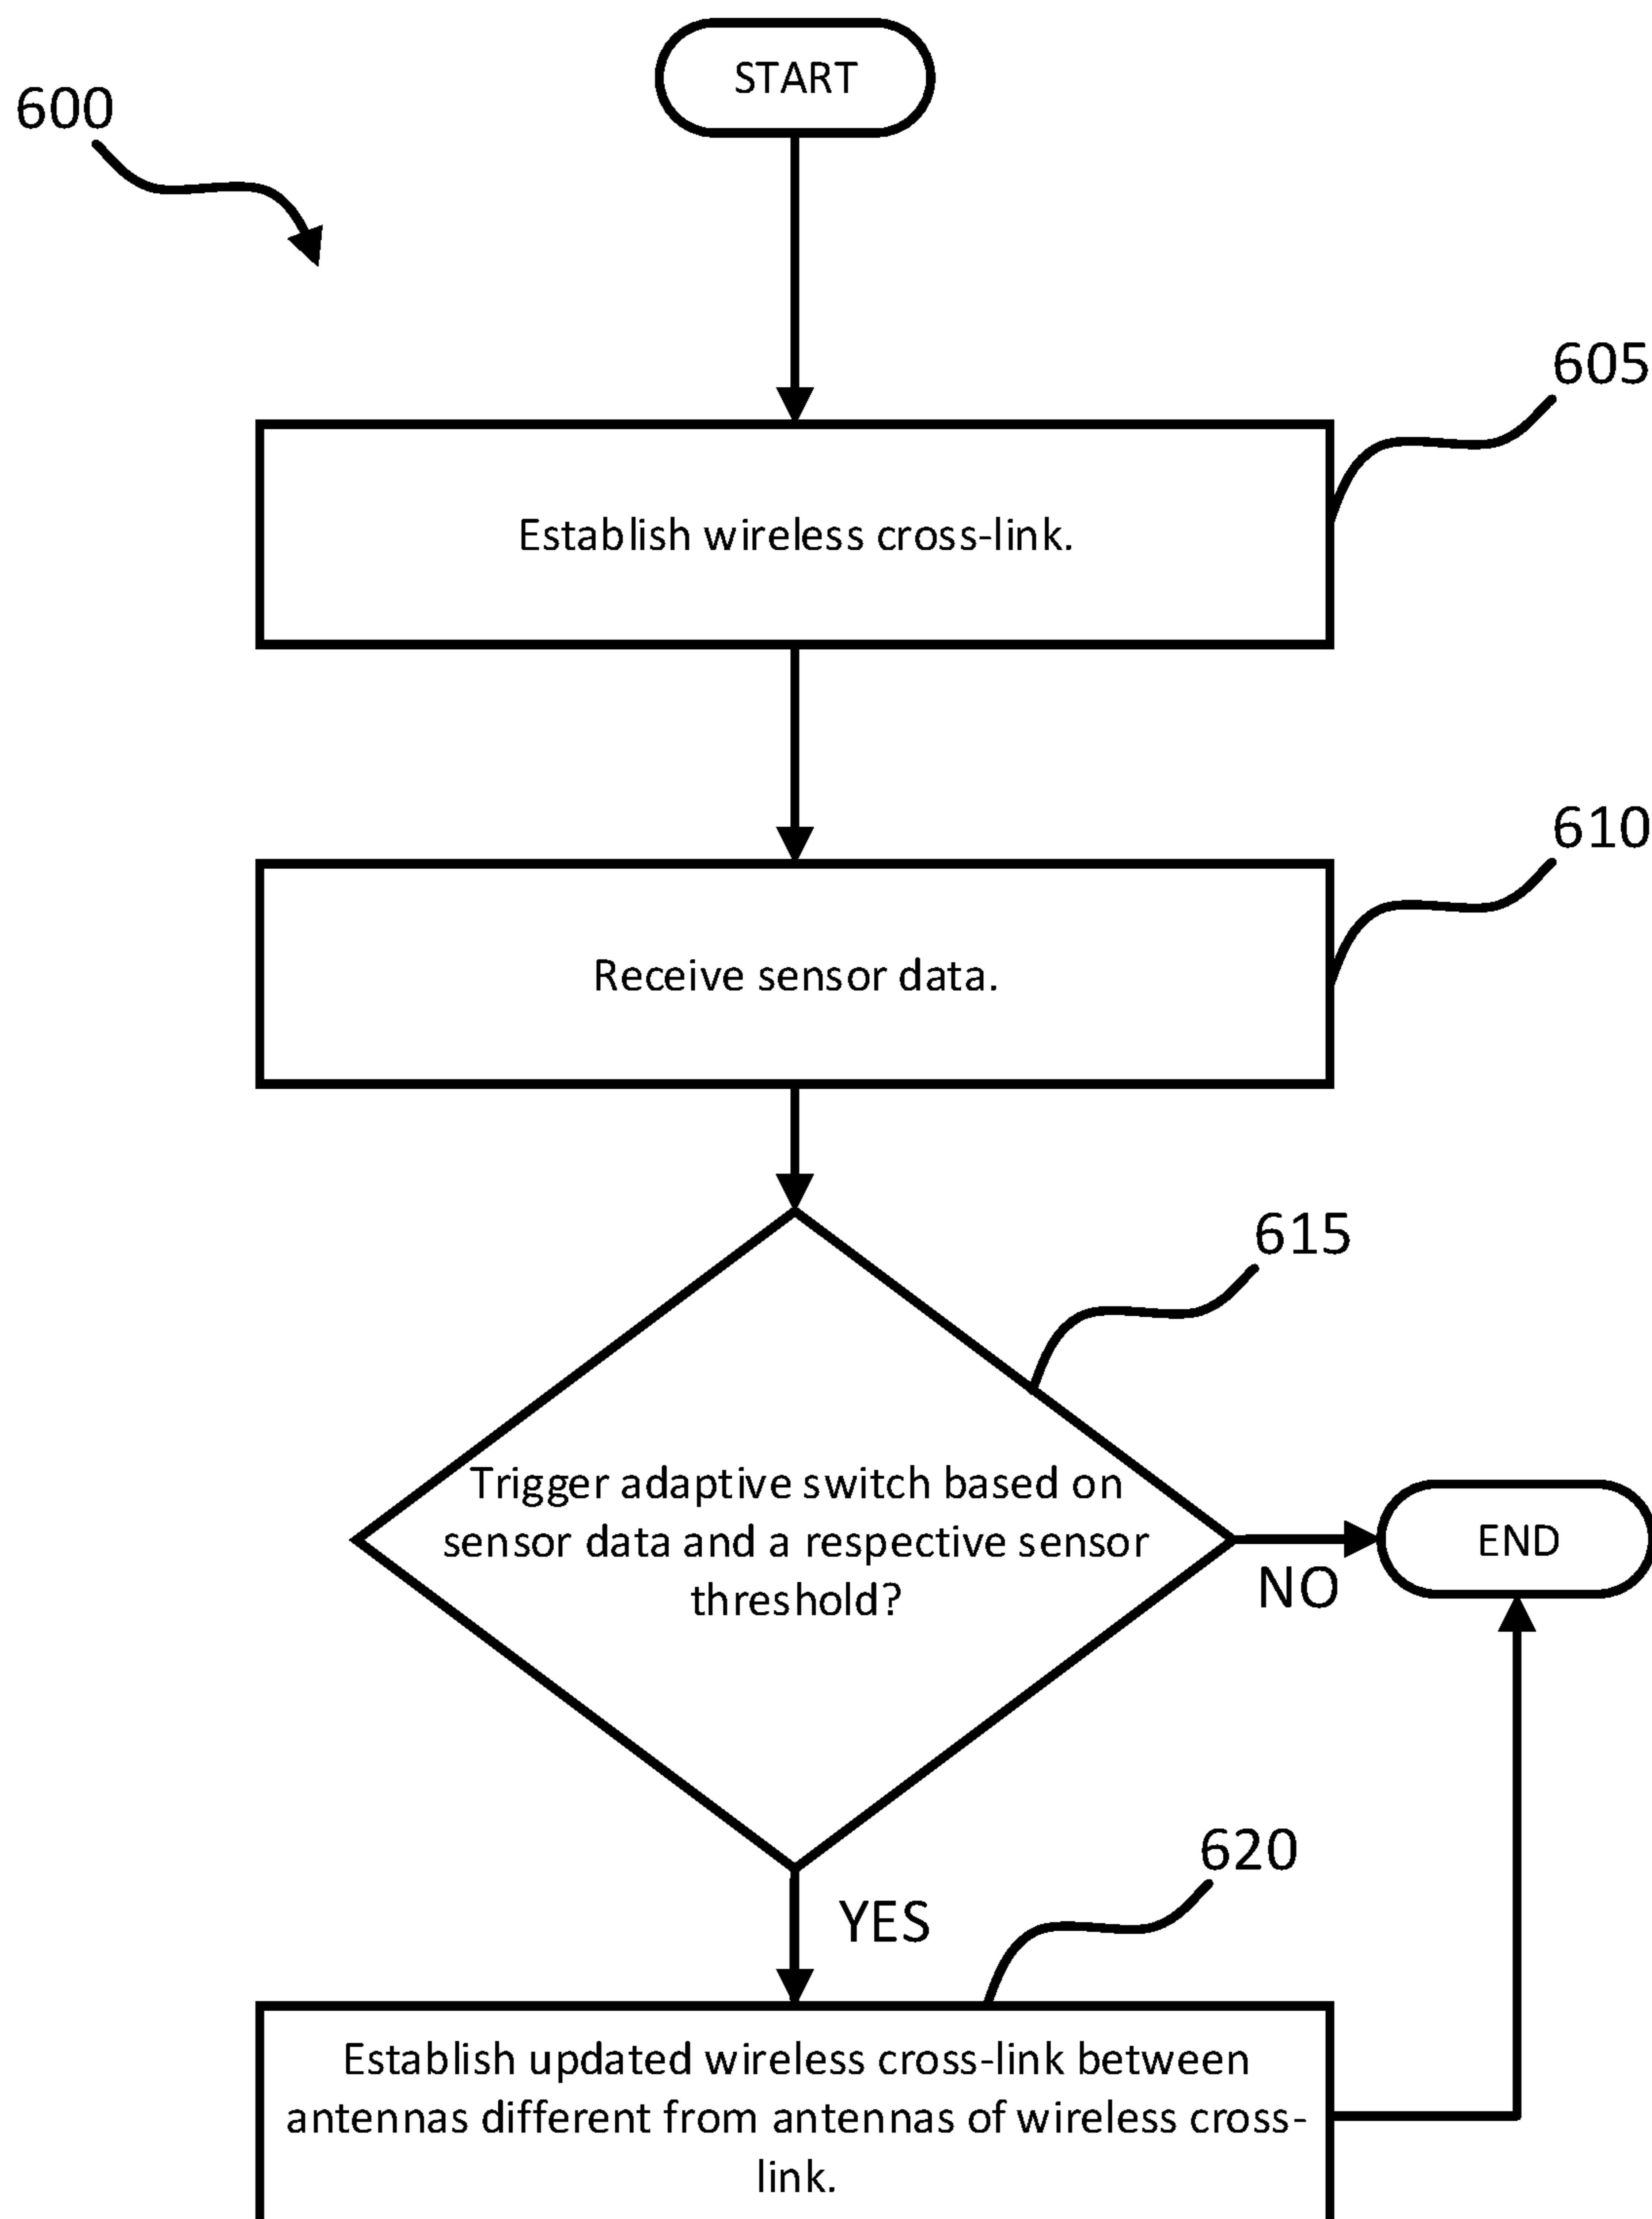 START
600
605
Establish wireless cross-link.
610
Receive sensor data.
615
Trigger adaptive switch based on
sensor data and a respective sensor
threshold?
END
NO
620
YES
Establish updated wireless cross-link between
antennas different from antennas of wireless cross-
link.